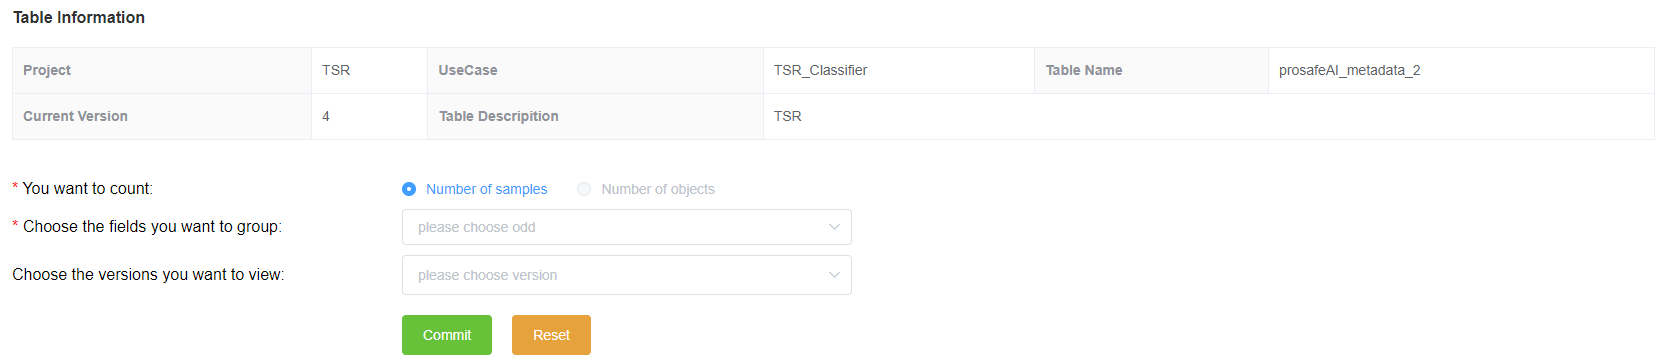 Table Information
Project TSR UseCase TSR_Classifier Table Name prosafeAI_metadata_2
Current Version 4 Table Descripition TSR
* You want to count: Number of samples Number of objects
* Choose the fields you want to group: please choose odd
Choose the versions you want to view: please choose version
Commit Reset